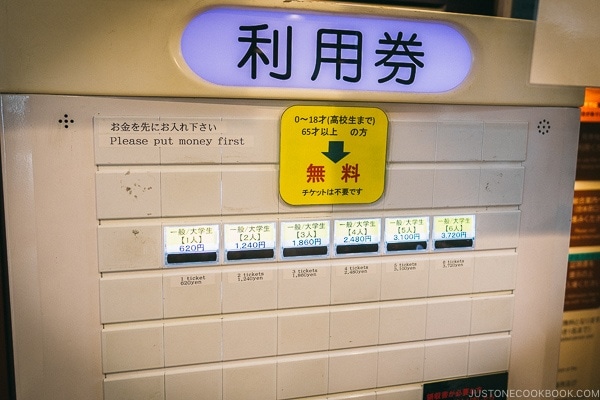 利用券
お金を先にお入れ下さい
Please put money first
0～18才(高校生まで)
65才以上 の方
無料
チケットは不要です
一般/大学生
【1人】
620円
一般/大学生
【2人】
1,240円
一般/大学生
【3人】
1,860円
一般/大学生
【4人】
2,480円
一般/大学生
【5人】
3,100円
一般/大学生
【6人】
3,720円
1 ticket
620yen
2 tickets
1,240yen
3 tickets
1,860yen
4 tickets
2,480yen
5 tickets
3,100yen
6 tickets
3,720yen
JUSTONECOOKBOOK.COM